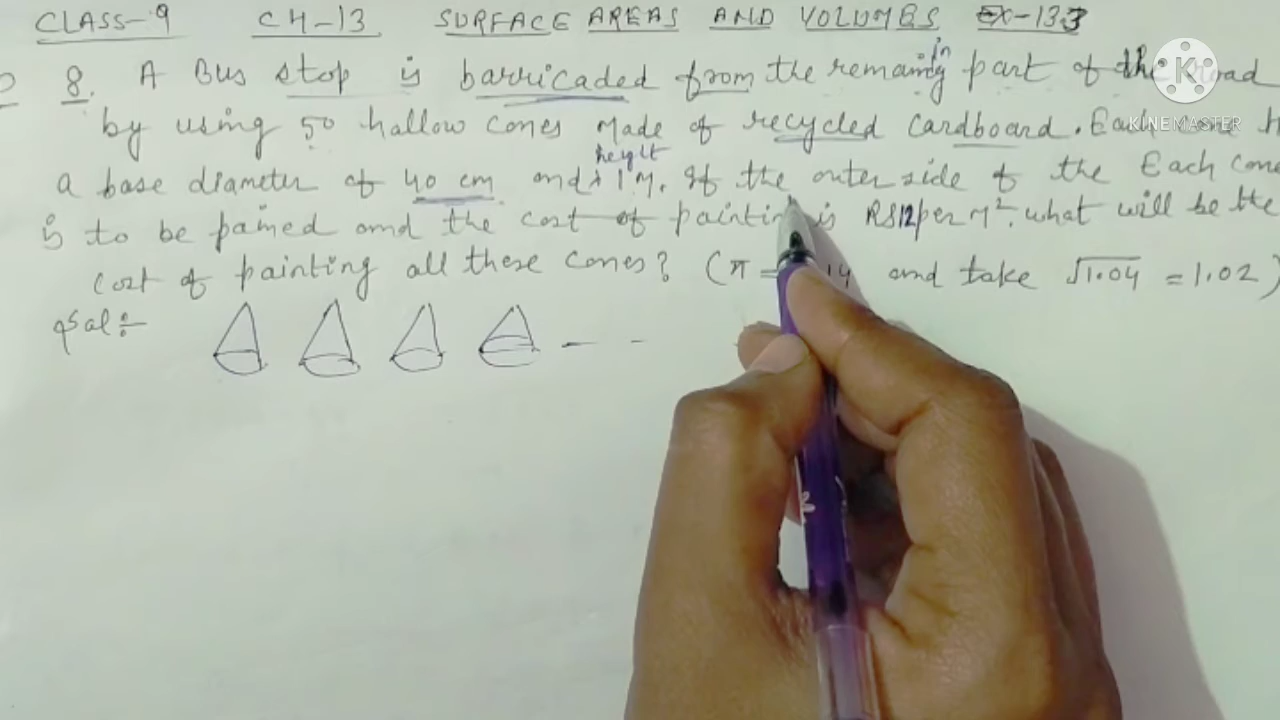 CLASS-9 CH-13 SURFACE AREAS AND VOLUMES EX-13.3
8. A Bus stop is barricaded from the remaining part of the road
by using 50 hallow cones made of recycled cardboard. Each
height
a base diameter of 40 cm and 1 M. If the outer side of the Each Cone
is to be pained and the cost of painting is RS12 per M². what will be the
cost of painting all these cones? (π = 14 and take √1.04 = 1.02)
Sol:-
KINEMASTER